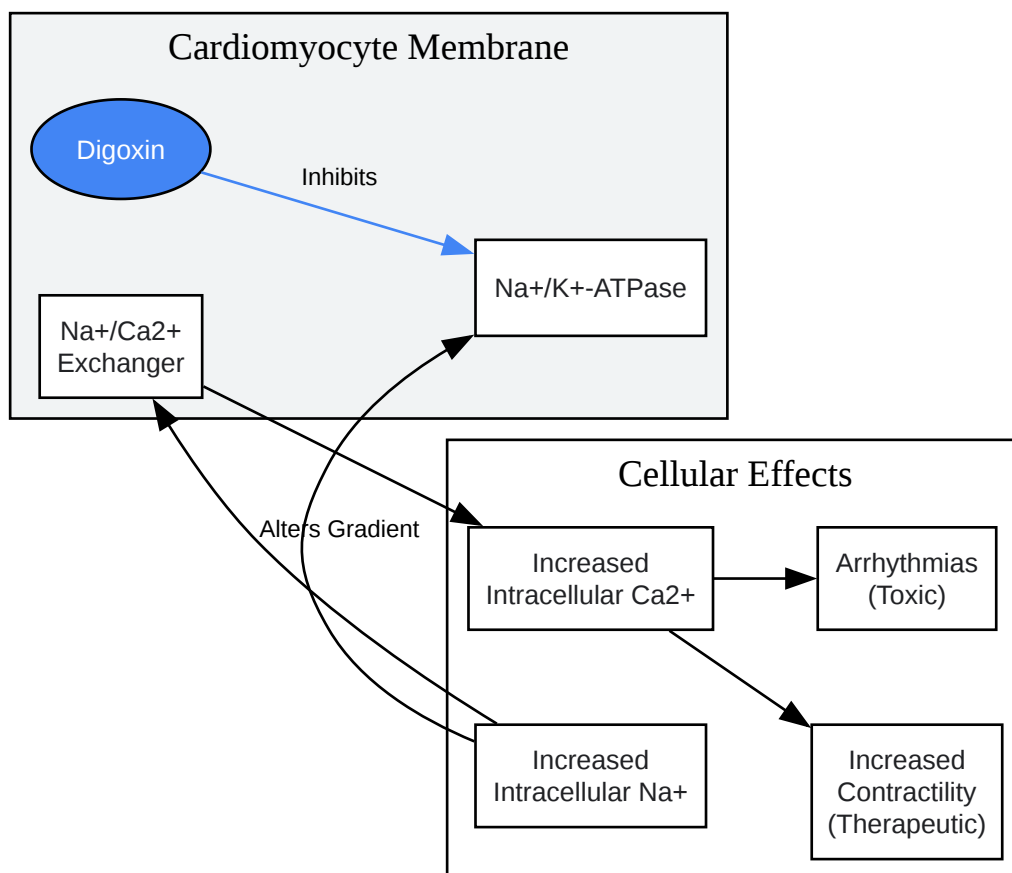 Cardiomyocyte Membrane
Digoxin
Inhibits
Na+/K+-ATPase
Na+/Ca2+
Exchanger
Cellular Effects
Alters Gradient
Increased
Intracellular Ca2+
Arrhythmias
(Toxic)
Increased
Intracellular Na+
Increased
Contractility
(Therapeutic)